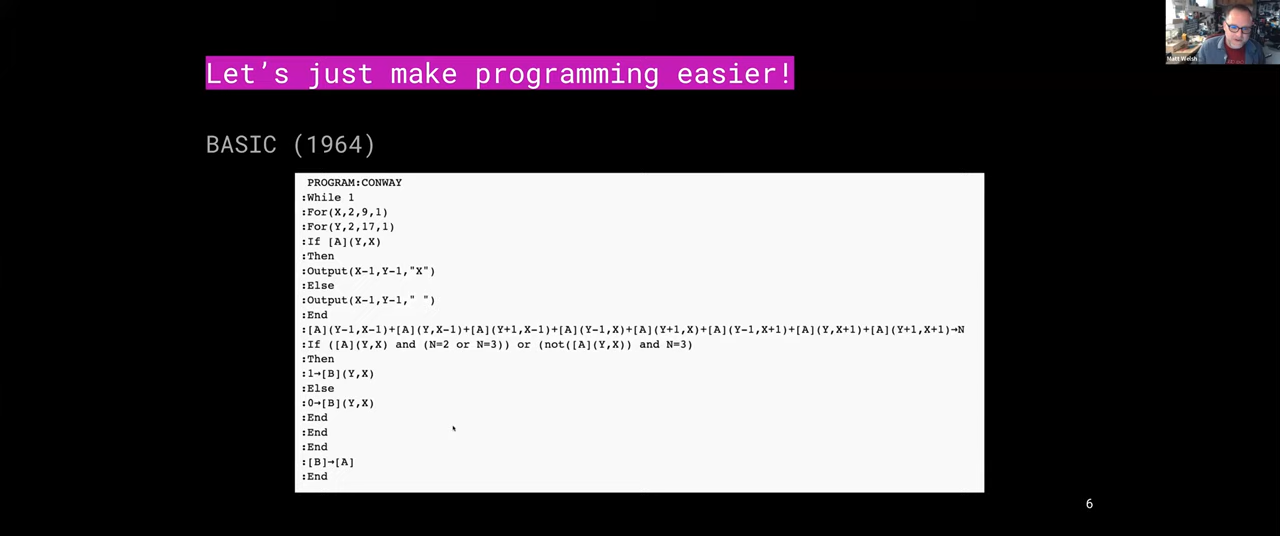 Let's just make programming easier!
Matt Welsh
BASIC (1964)
PROGRAM:CONWAY
:While 1
:For(X,2,9,1)
:For(Y,2,17,1)
:If [A](Y,X)
:Then
:Output(X-1,Y-1,"X")
:Else
:Output(X-1,Y-1," ")
:End
:[A](Y-1,X-1)+[A](Y,X-1)+[A](Y+1,X-1)+[A](Y-1,X)+[A](Y+1,X)+[A](Y-1,X+1)+[A](Y,X+1)+[A](Y+1,X+1)→N
:If ([A](Y,X) and (N=2 or N=3)) or (not([A](Y,X)) and N=3)
:Then
:1→[B](Y,X)
:Else
:0→[B](Y,X)
:End
:End
:End
:[B]→[A]
:End
6